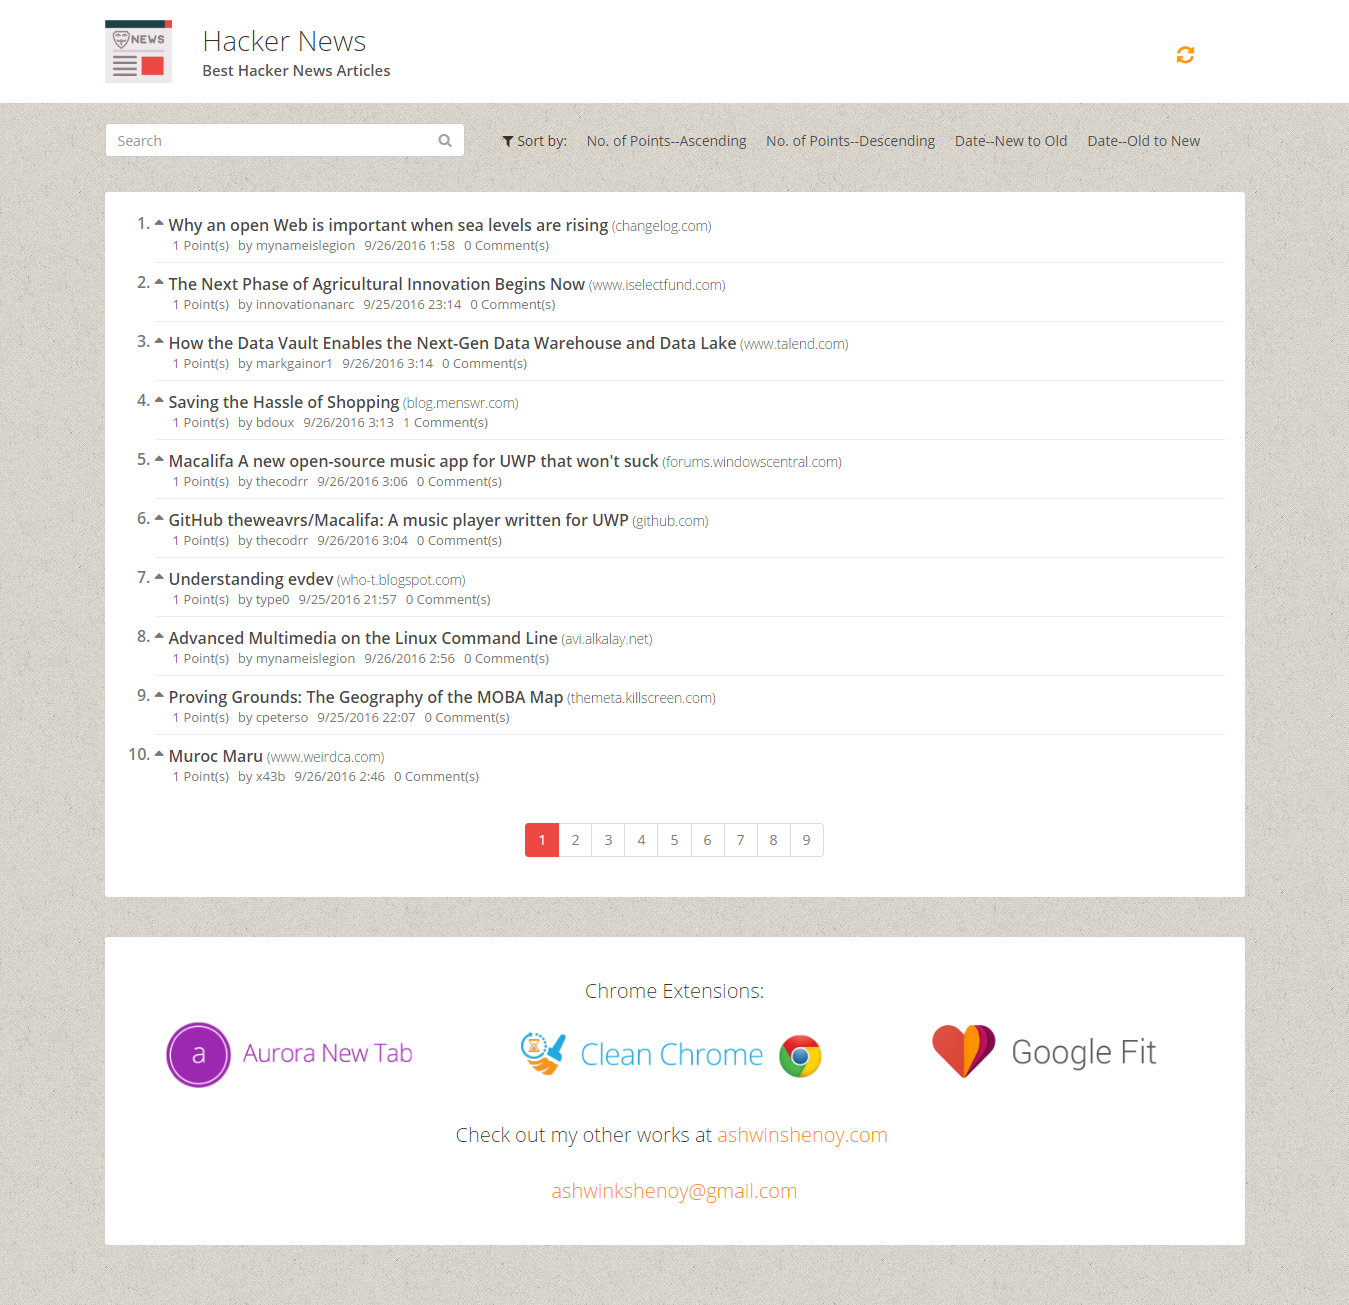 NEWS
Hacker News
Best Hacker News Articles
Search
Sort by: No. of Points--Ascending No. of Points--Descending Date--New to Old Date--Old to New
1. Why an open Web is important when sea levels are rising (changelog.com)
1 Point(s) by mynameislegion 9/26/2016 1:58 0 Comment(s)
2. The Next Phase of Agricultural Innovation Begins Now (www.iselectfund.com)
1 Point(s) by innovationanarc 9/25/2016 23:14 0 Comment(s)
3. How the Data Vault Enables the Next-Gen Data Warehouse and Data Lake (www.talend.com)
1 Point(s) by markgainor1 9/26/2016 3:14 0 Comment(s)
4. Saving the Hassle of Shopping (blog.menswr.com)
1 Point(s) by bdoux 9/26/2016 3:13 1 Comment(s)
5. Macalifa A new open-source music app for UWP that won't suck (forums.windowscentral.com)
1 Point(s) by thecodrr 9/26/2016 3:06 0 Comment(s)
6. GitHub theweavrs/Macalifa: A music player written for UWP (github.com)
1 Point(s) by thecodrr 9/26/2016 3:04 0 Comment(s)
7. Understanding evdev (who-t.blogspot.com)
1 Point(s) by type0 9/25/2016 21:57 0 Comment(s)
8. Advanced Multimedia on the Linux Command Line (avi.alkalay.net)
1 Point(s) by mynameislegion 9/26/2016 2:56 0 Comment(s)
9. Proving Grounds: The Geography of the MOBA Map (themeta.killscreen.com)
1 Point(s) by cpeterso 9/25/2016 22:07 0 Comment(s)
10. Muroc Maru (www.weirdca.com)
1 Point(s) by x43b 9/26/2016 2:46 0 Comment(s)
1 2 3 4 5 6 7 8 9
Chrome Extensions:
a Aurora New Tab Clean Chrome Google Fit
Check out my other works at ashwinshenoy.com
ashwinkshenoy@gmail.com